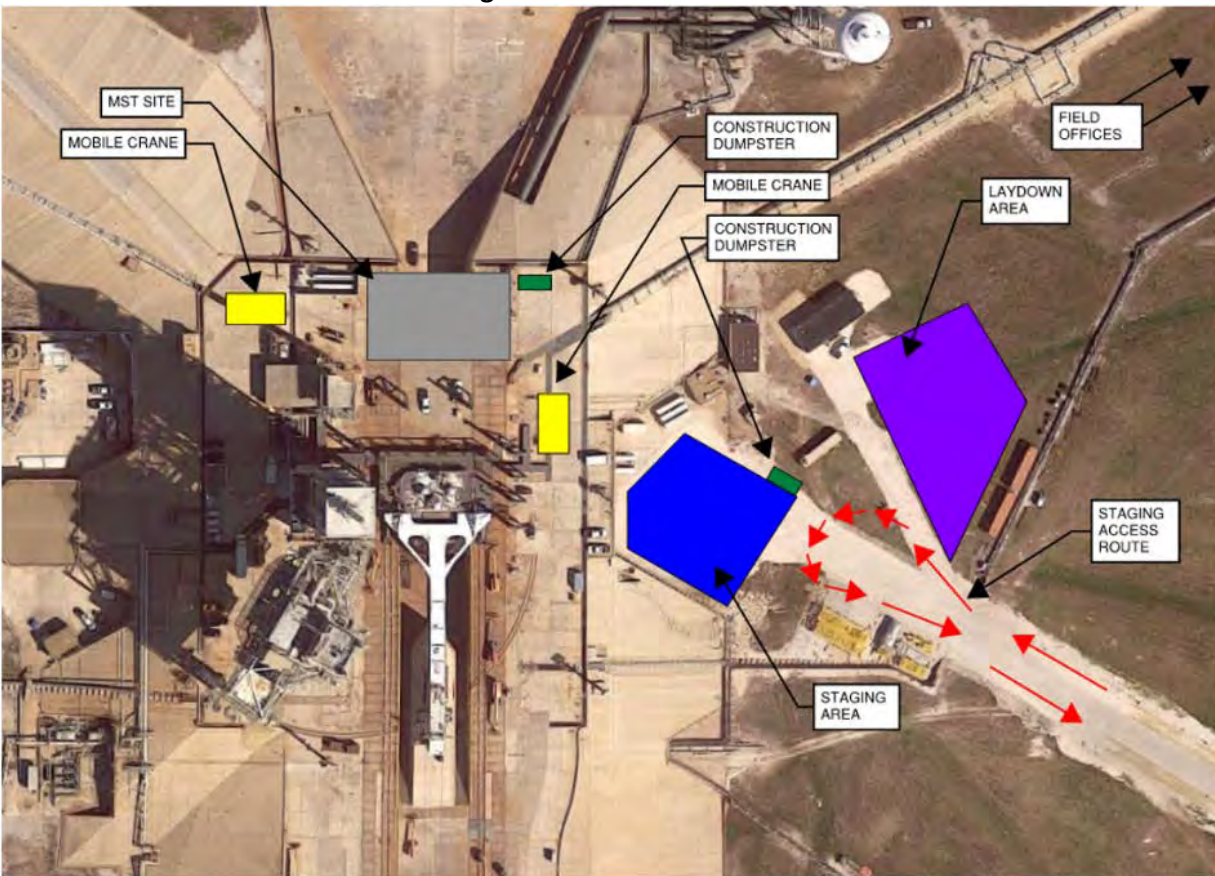 MST SITE
MOBILE CRANE
CONSTRUCTION
DUMPSTER
MOBILE CRANE
CONSTRUCTION
DUMPSTER
FIELD
OFFICES
LAYDOWN
AREA
STAGING
ACCESS
ROUTE
STAGING
AREA